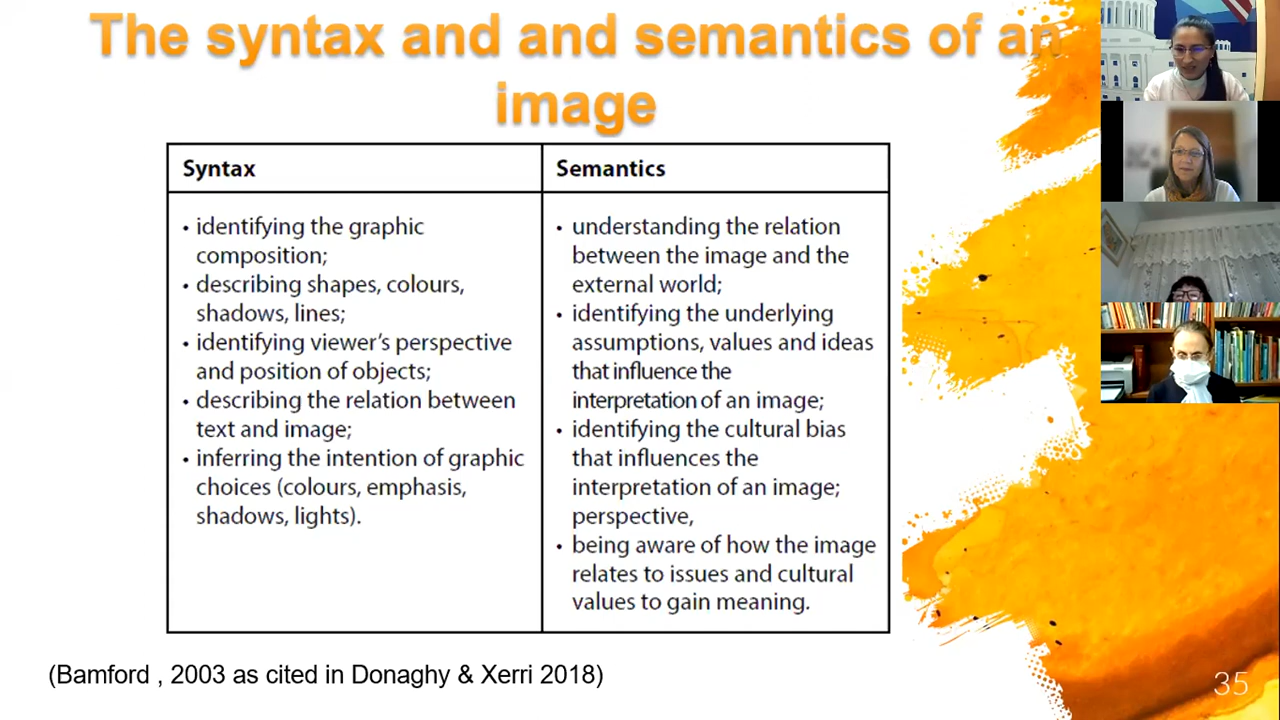 The syntax and and semantics of an
image
Syntax
• identifying the graphic
composition;
• describing shapes, colours,
shadows, lines;
• identifying viewer's perspective
and position of objects;
• describing the relation between
text and image;
• inferring the intention of graphic
choices (colours, emphasis,
shadows, lights).
Semantics
• understanding the relation
between the image and the
external world;
• identifying the underlying
assumptions, values and ideas
that influence the
interpretation of an image;
• identifying the cultural bias
that influences the
interpretation of an image;
perspective,
• being aware of how the image
relates to issues and cultural
values to gain meaning.
(Bamford , 2003 as cited in Donaghy & Xerri 2018)
35